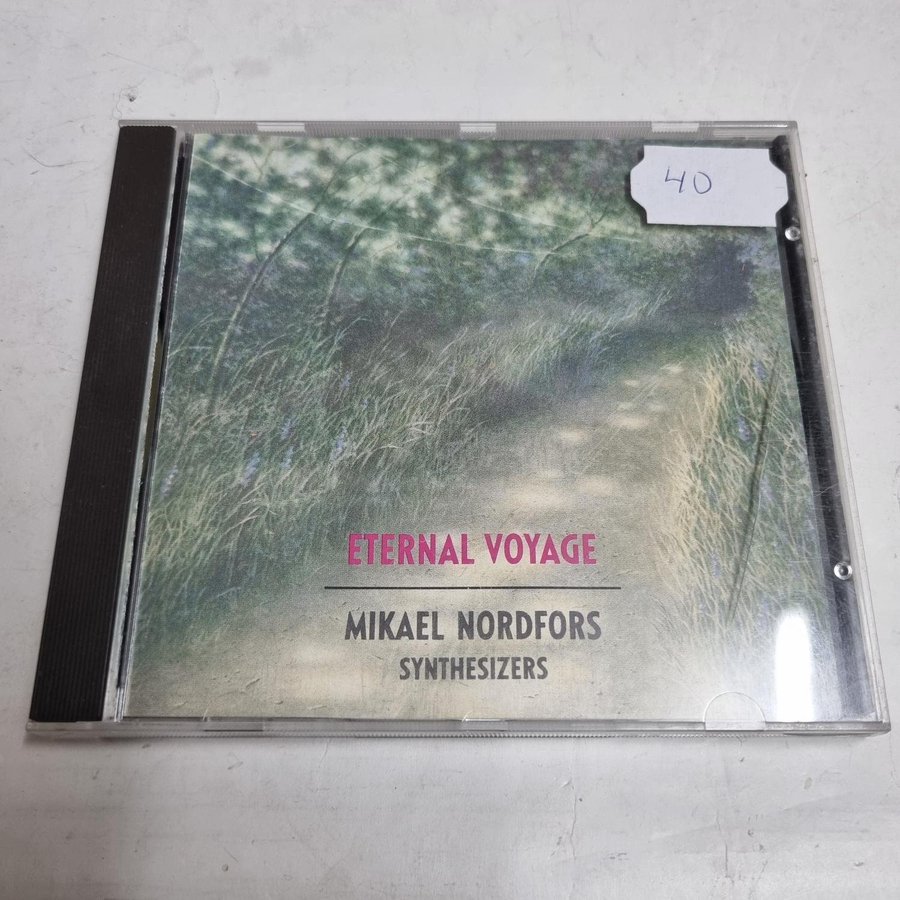 40
ETERNAL VOYAGE
MIKAEL NORDFORS
SYNTHESIZERS